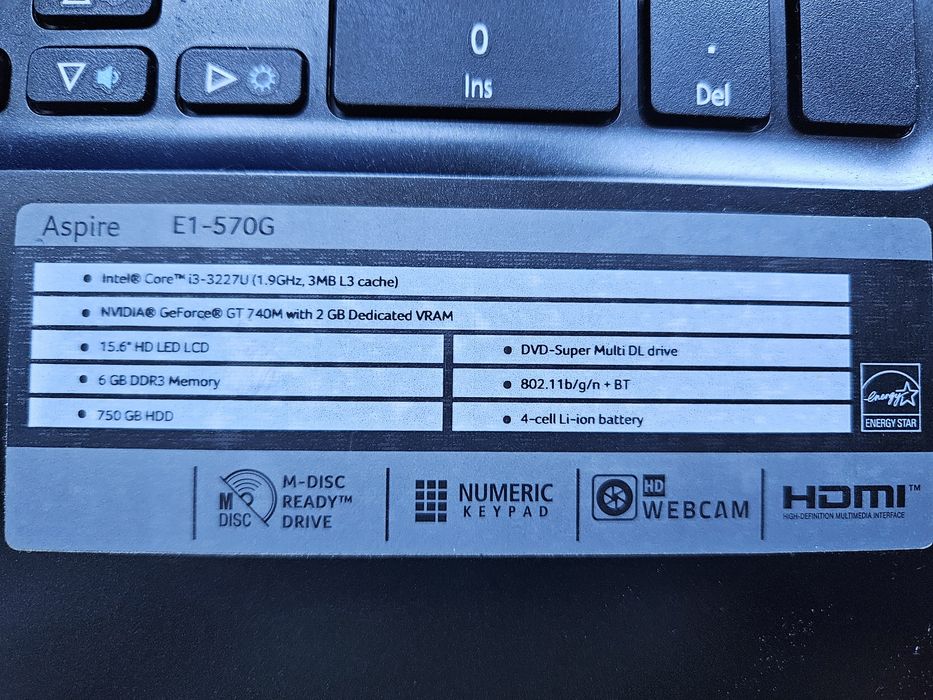 0
Ins
.
Del
Aspire E1-570G
• Intel® Core™ i3-3227U (1.9GHz, 3MB L3 cache)
• NVIDIA® GeForce® GT 740M with 2 GB Dedicated VRAM
• 15.6" HD LED LCD
• DVD-Super Multi DL drive
• 6 GB DDR3 Memory
• 802.11b/g/n + BT
• 750 GB HDD
• 4-cell Li-ion battery
energy
ENERGY STAR
M
DISC
M-DISC
READY™
DRIVE
NUMERIC
KEYPAD
HD
WEBCAM
HDMI™
HIGH-DEFINITION MULTIMEDIA INTERFACE